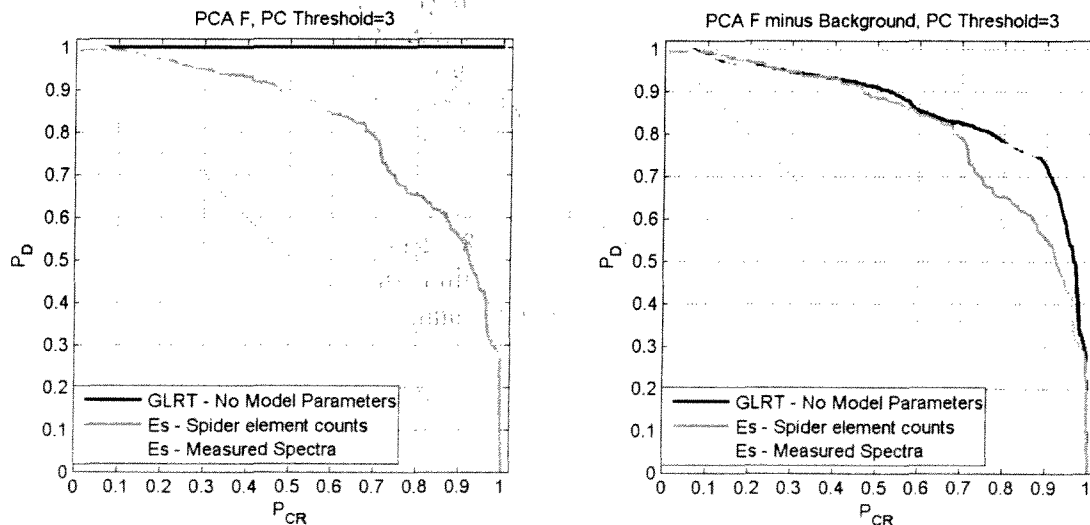 PCA F, PC Threshold=3
1
0.9
0.8
0.7
0.6
0.5
0.4
0.3
0.2
0.1
0
P_D
GLRT - No Model Parameters
Es - Spider element counts
Es - Measured Spectra
0 0.1 0.2 0.3 0.4 0.5 0.6 0.7 0.8 0.9 1
P_CR
PCA F minus Background, PC Threshold=3
1
0.9
0.8
0.7
0.6
0.5
0.4
0.3
0.2
0.1
0
P_D
GLRT - No Model Parameters
Es - Spider element counts
Es - Measured Spectra
0 0.1 0.2 0.3 0.4 0.5 0.6 0.7 0.8 0.9 1
P_CR